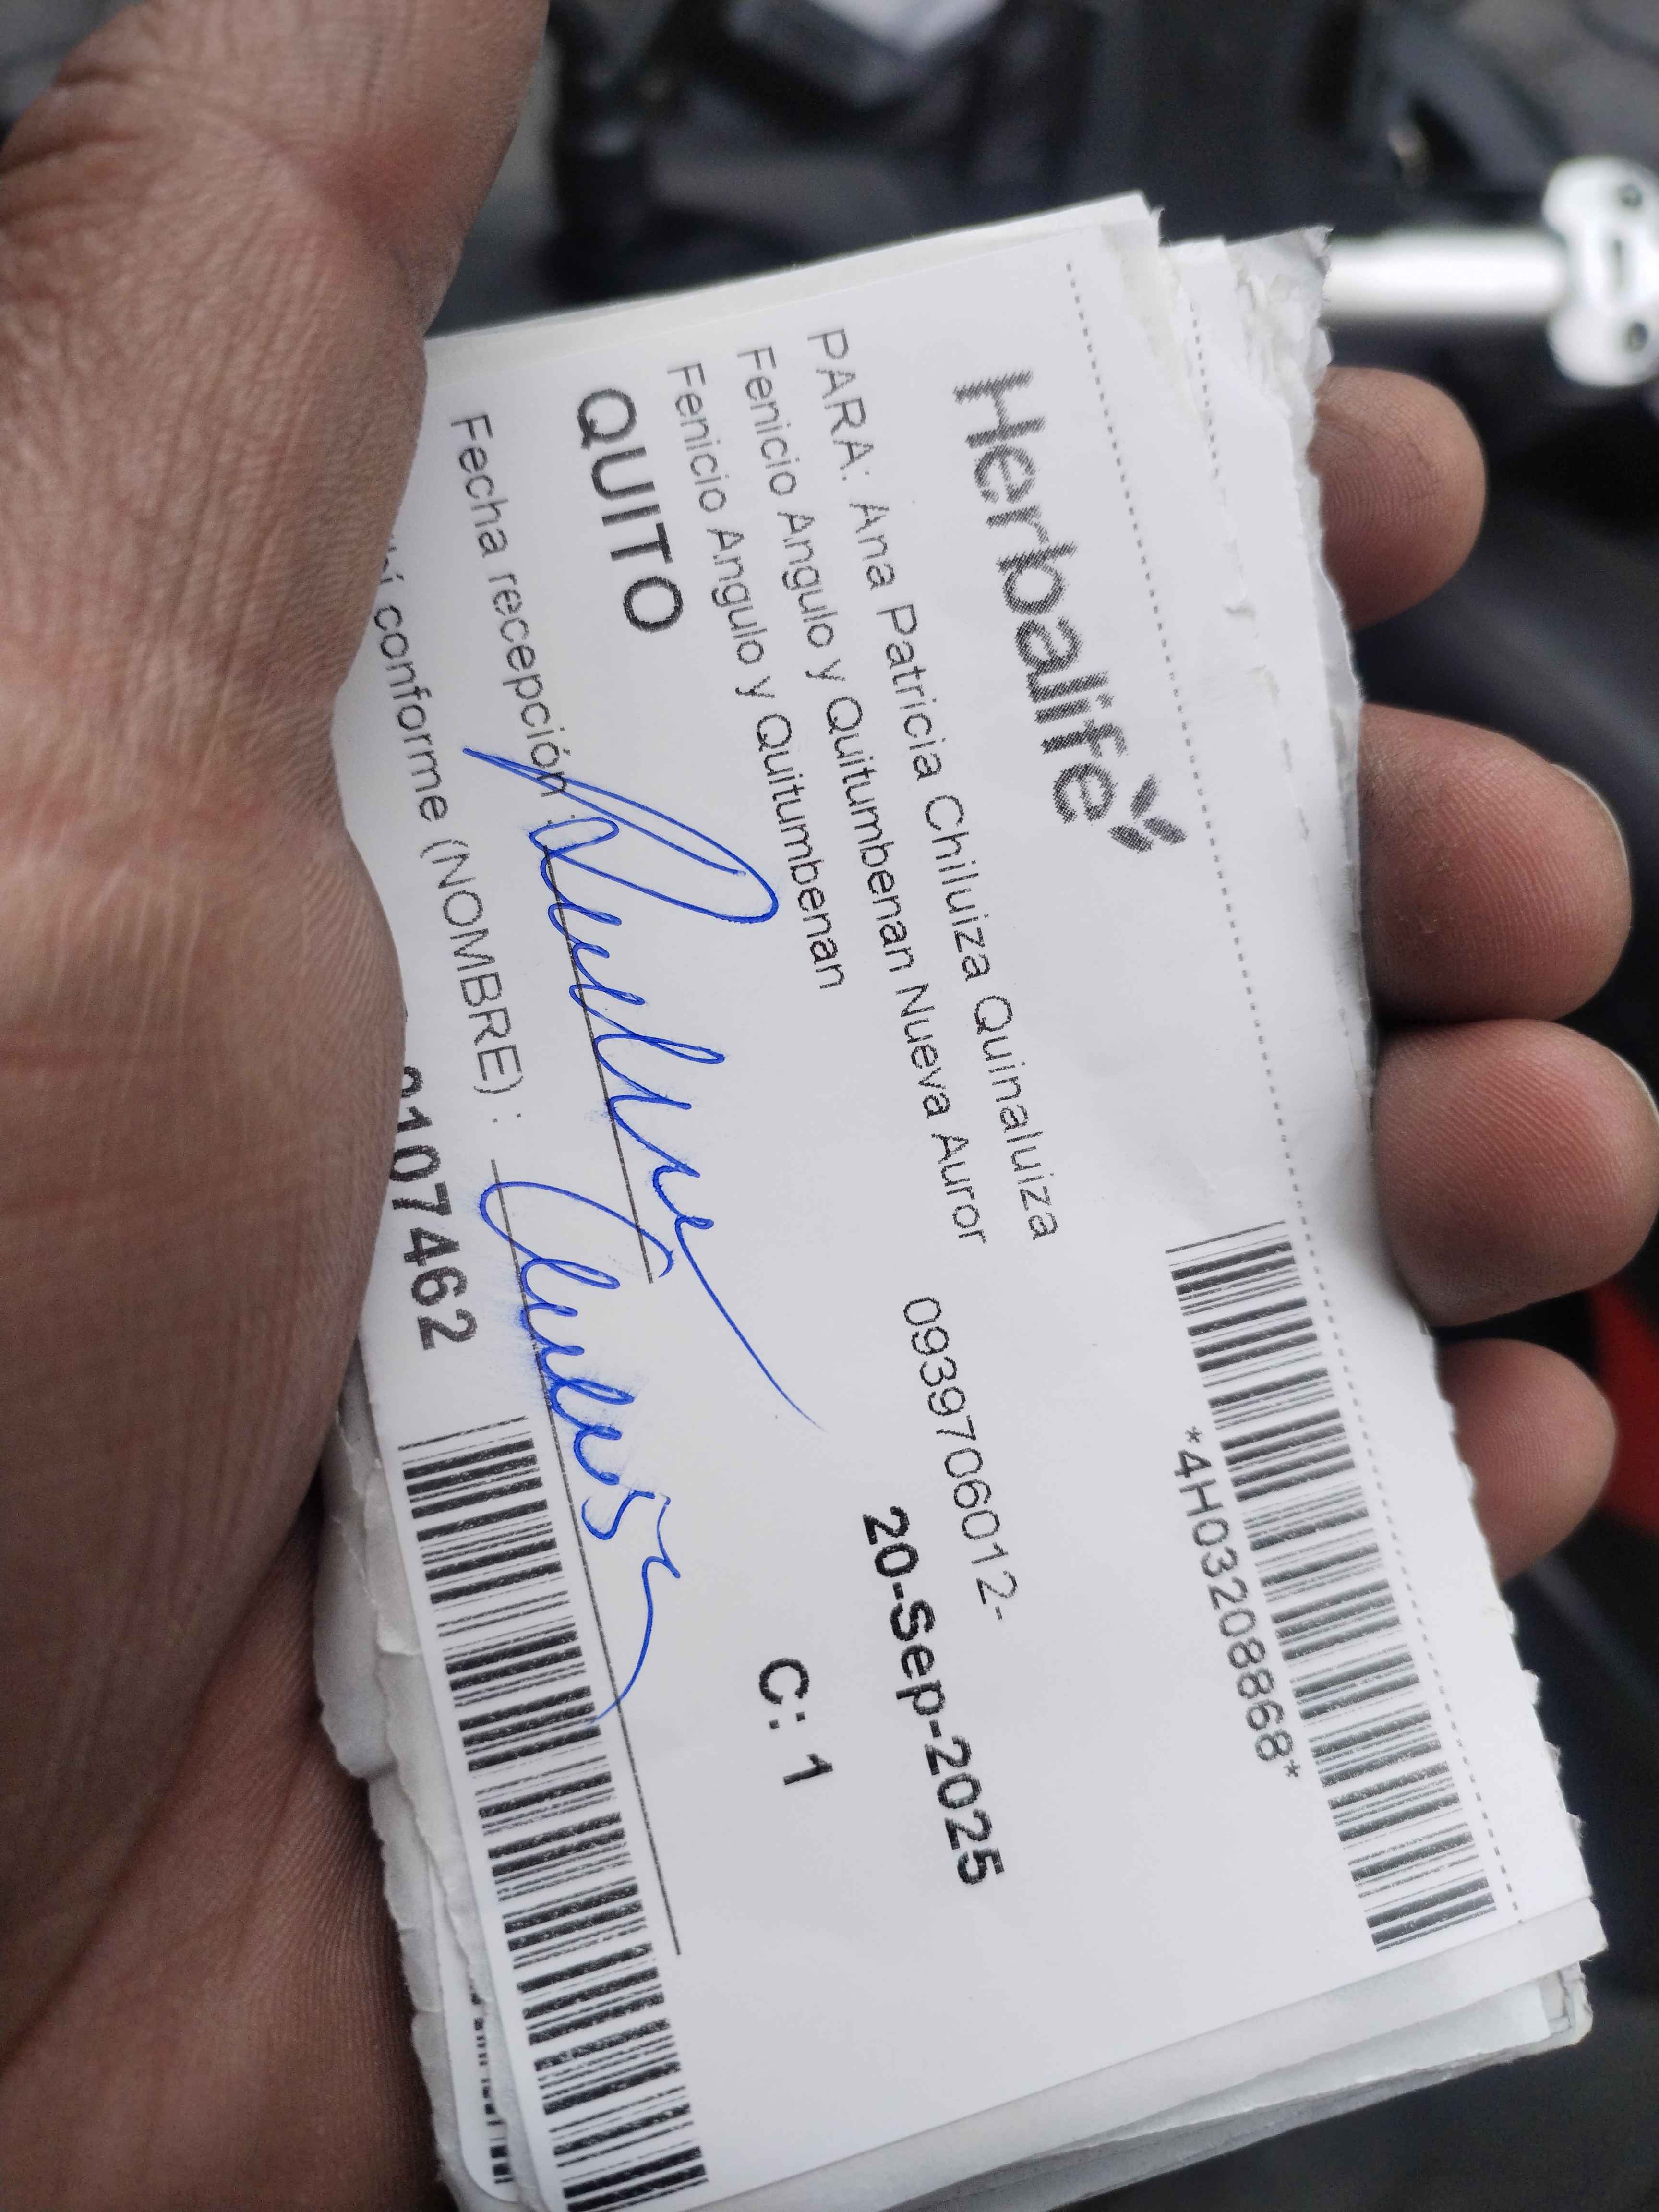 Herbalife
*4H03208868*
PARA: Ana Patricia Chiluiza Quinaluiza
Fenicio Angulo y Quitumbenan Nueva Auror 0939706012-
Fenicio Angulo y Quitumbenan
20-Sep-2025
QUITO
C: 1
Fecha recepción :
conforme (NOMBRE) :
107462